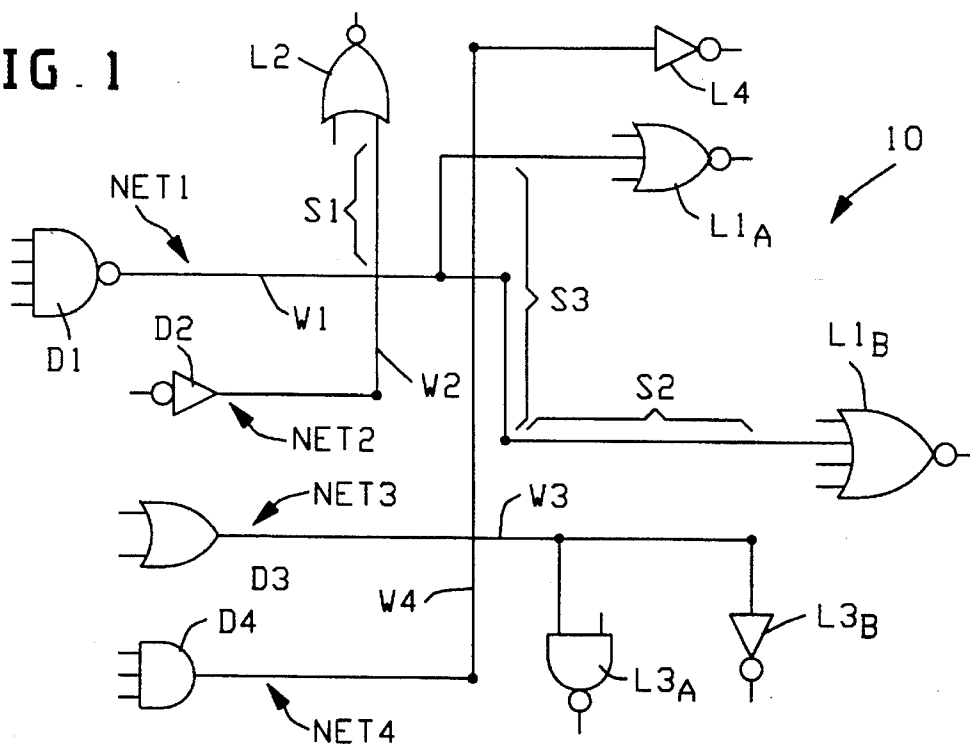 IG. 1
L2
L4
10
NET1
S1
L1A
S3
W1
D2
D1
L1B
W2
S2
NET2
NET3
W3
D3
W4
D4
L3B
L3A
NET4